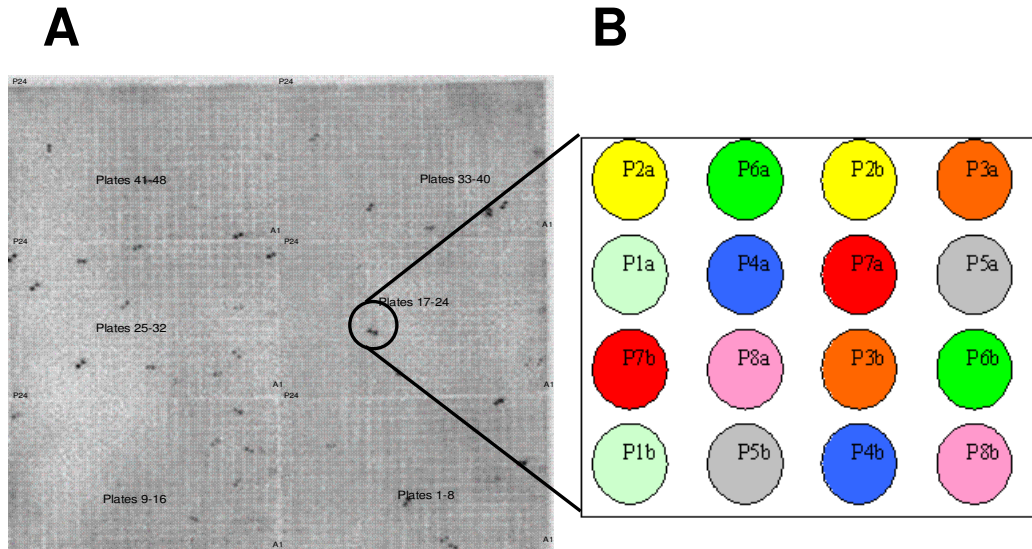 A
B
P24
P24
Plates 41-48
Plates 33-40
A1
A1
P24
P24
Plates 17-24
Plates 25-32
A1
A1
P24
P24
Plates 9-16
Plates 1-8
A1
A1
P2a P6a P2b P3a
P1a P4a P7a P5a
P7b P8a P3b P6b
P1b P5b P4b P8b